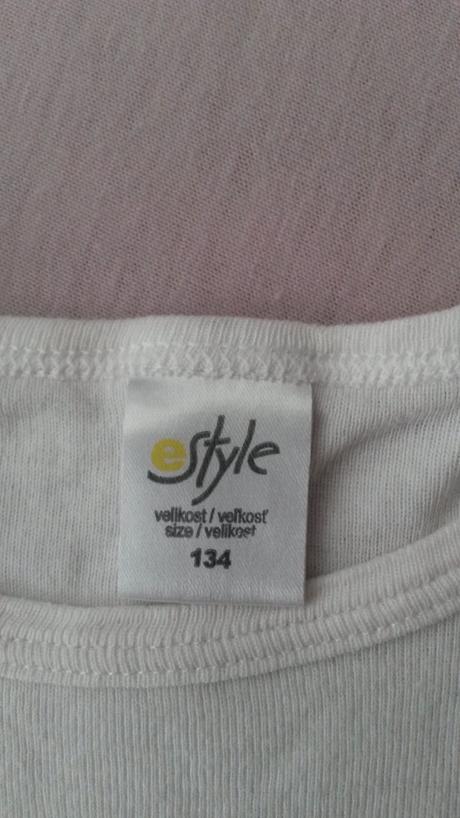 eStyle
velikost / veľkosť
size / velikost
134